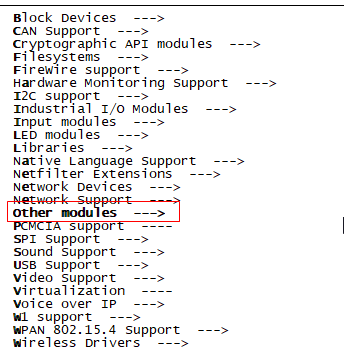 Block Devices  --->
CAN Support  --->
Cryptographic API modules  --->
Filesystems  --->
FireWire support  --->
Hardware Monitoring Support  --->
I2C support  --->
Industrial I/O Modules  --->
Input modules  --->
LED modules  --->
Libraries  --->
Native Language Support  --->
Netfilter Extensions  --->
Network Devices  --->
Network Support  --->
Other modules  --->
PCMCIA support  ----
SPI Support  --->
Sound Support  --->
USB Support  --->
Video Support  --->
Virtualization  ----
Voice over IP  --->
W1 support  --->
WPAN 802.15.4 Support  --->
Wireless Drivers  --->